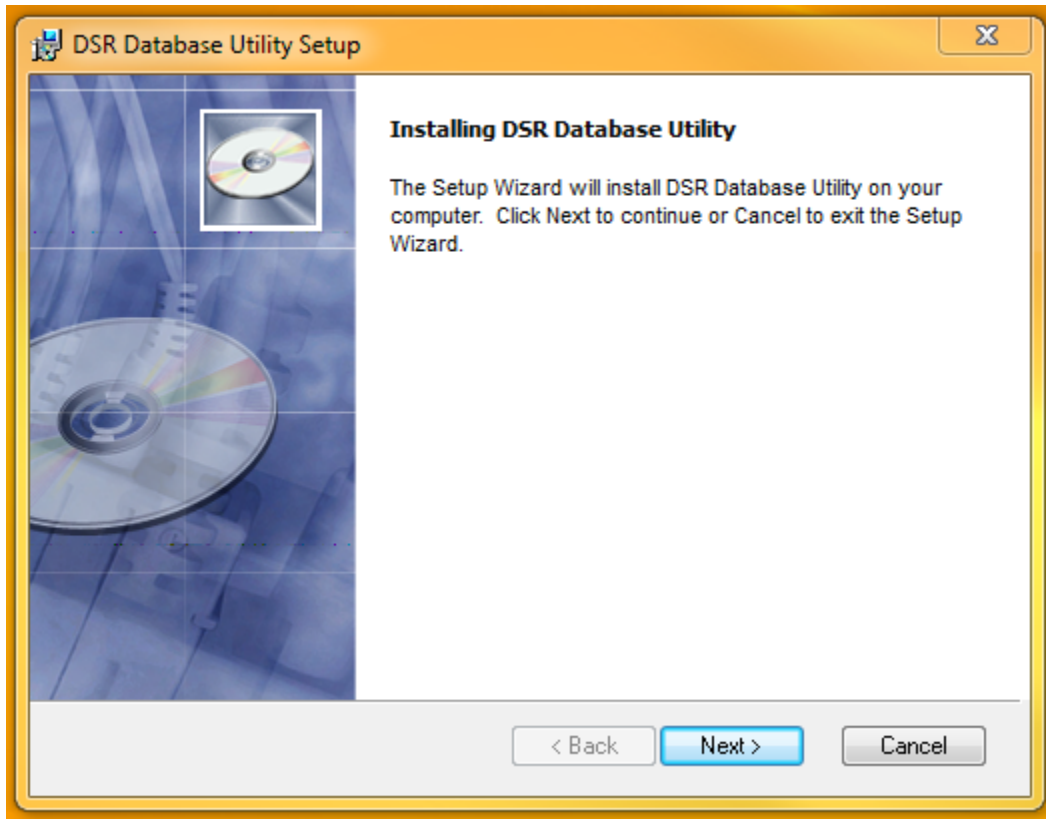 DSR Database Utility Setup
Installing DSR Database Utility
The Setup Wizard will install DSR Database Utility on your
computer. Click Next to continue or Cancel to exit the Setup
Wizard.
< Back
Next >
Cancel